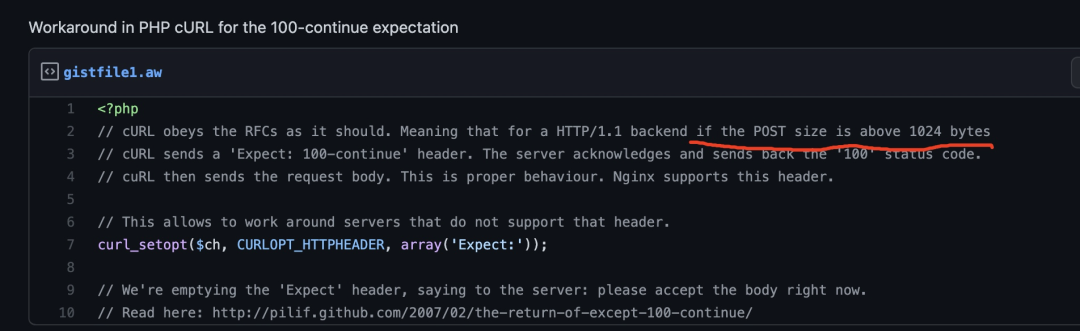 Workaround in PHP cURL for the 100-continue expectation
gistfile1.aw
1 <?php
2 // cURL obeys the RFCs as it should. Meaning that for a HTTP/1.1 backend if the POST size is above 1024 bytes
3 // cURL sends a 'Expect: 100-continue' header. The server acknowledges and sends back the '100' status code.
4 // cuRL then sends the request body. This is proper behaviour. Nginx supports this header.
5
6 // This allows to work around servers that do not support that header.
7 curl_setopt($ch, CURLOPT_HTTPHEADER, array('Expect:'));
8
9 // We're emptying the 'Expect' header, saying to the server: please accept the body right now.
10 // Read here: http://pilif.github.com/2007/02/the-return-of-except-100-continue/